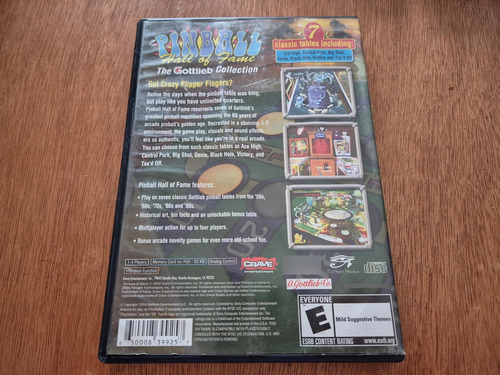 PINBALL
Hall of Fame
The Gottlieb Collection
7
classic tables including:
Ace High, Central Park, Big Shot,
Genie, Black Hole, Victory and Tee'd Off
Got Crazy Flipper Fingers?
Relive the days when the pinball table was king,
but play like you have unlimited quarters.
Pinball Hall of Fame resurrects seven of Gottlieb's
greatest pinball machines spanning the 60 years of
arcade pinball's golden age. Recreated in a stunning 3-D
environment, the game play, visuals and sound effects
are so authentic, you'll feel like you're in a real arcade.
You can choose from such classic tables as Ace High,
Central Park, Big Shot, Genie, Black Hole, Victory, and
Tee'd Off.
Pinball Hall of Fame features:
• Play on seven classic Gottlieb pinball tables from the '50s,
'60s, '70s, '80s and '90s.
• Historical art, fun facts and an unlockable bonus table.
• Multiplayer action for up to four players.
• Bonus arcade novelty games for even more old-school fun.
1-4 Players
Memory Card (for PS2) - 63 KB
Analog Control
Vibration Function
CRAVE
ENTERTAINMENT
D. Gottlieb & Co.
EVERYONE
E
Mild Suggestive Themes
ESRB CONTENT RATING
www.esrb.org
50008 39925